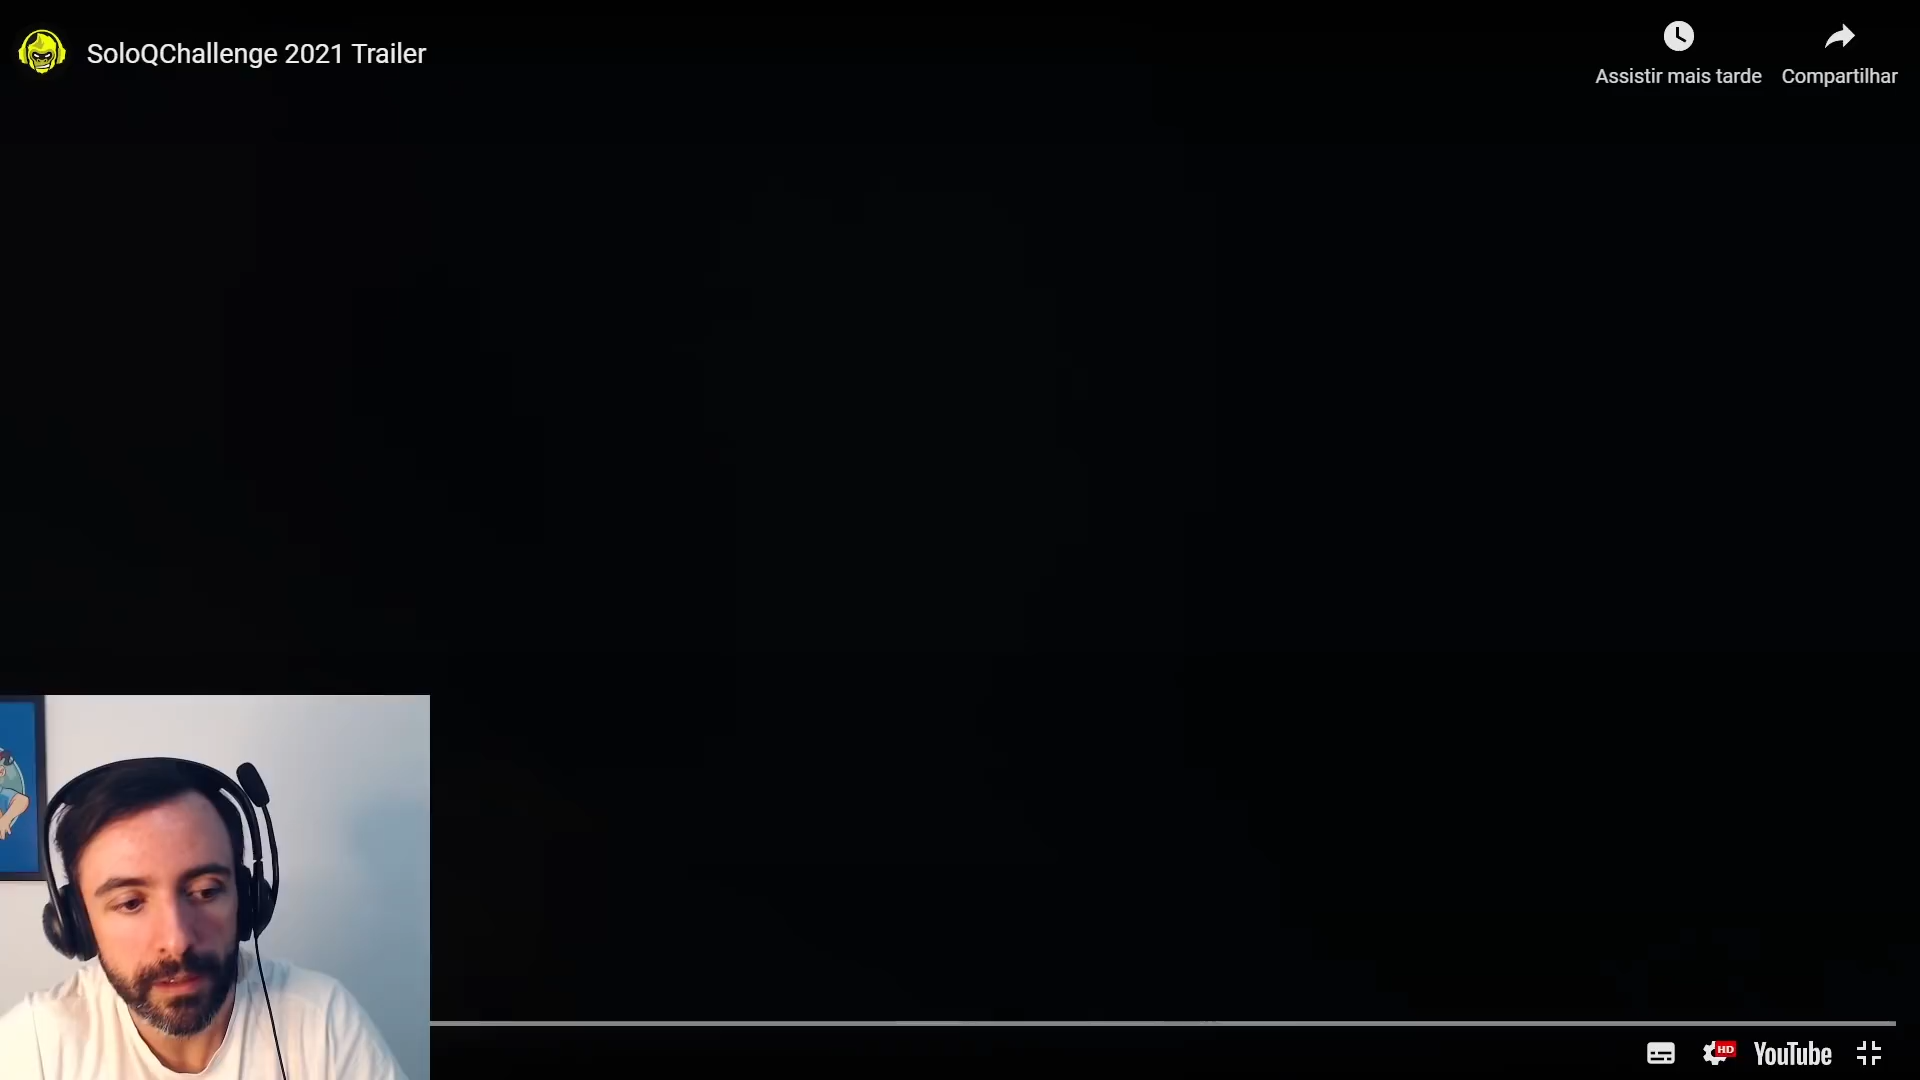 SoloQChallenge 2021 Trailer
Assistir mais tarde
Compartilhar
HD
YouTube